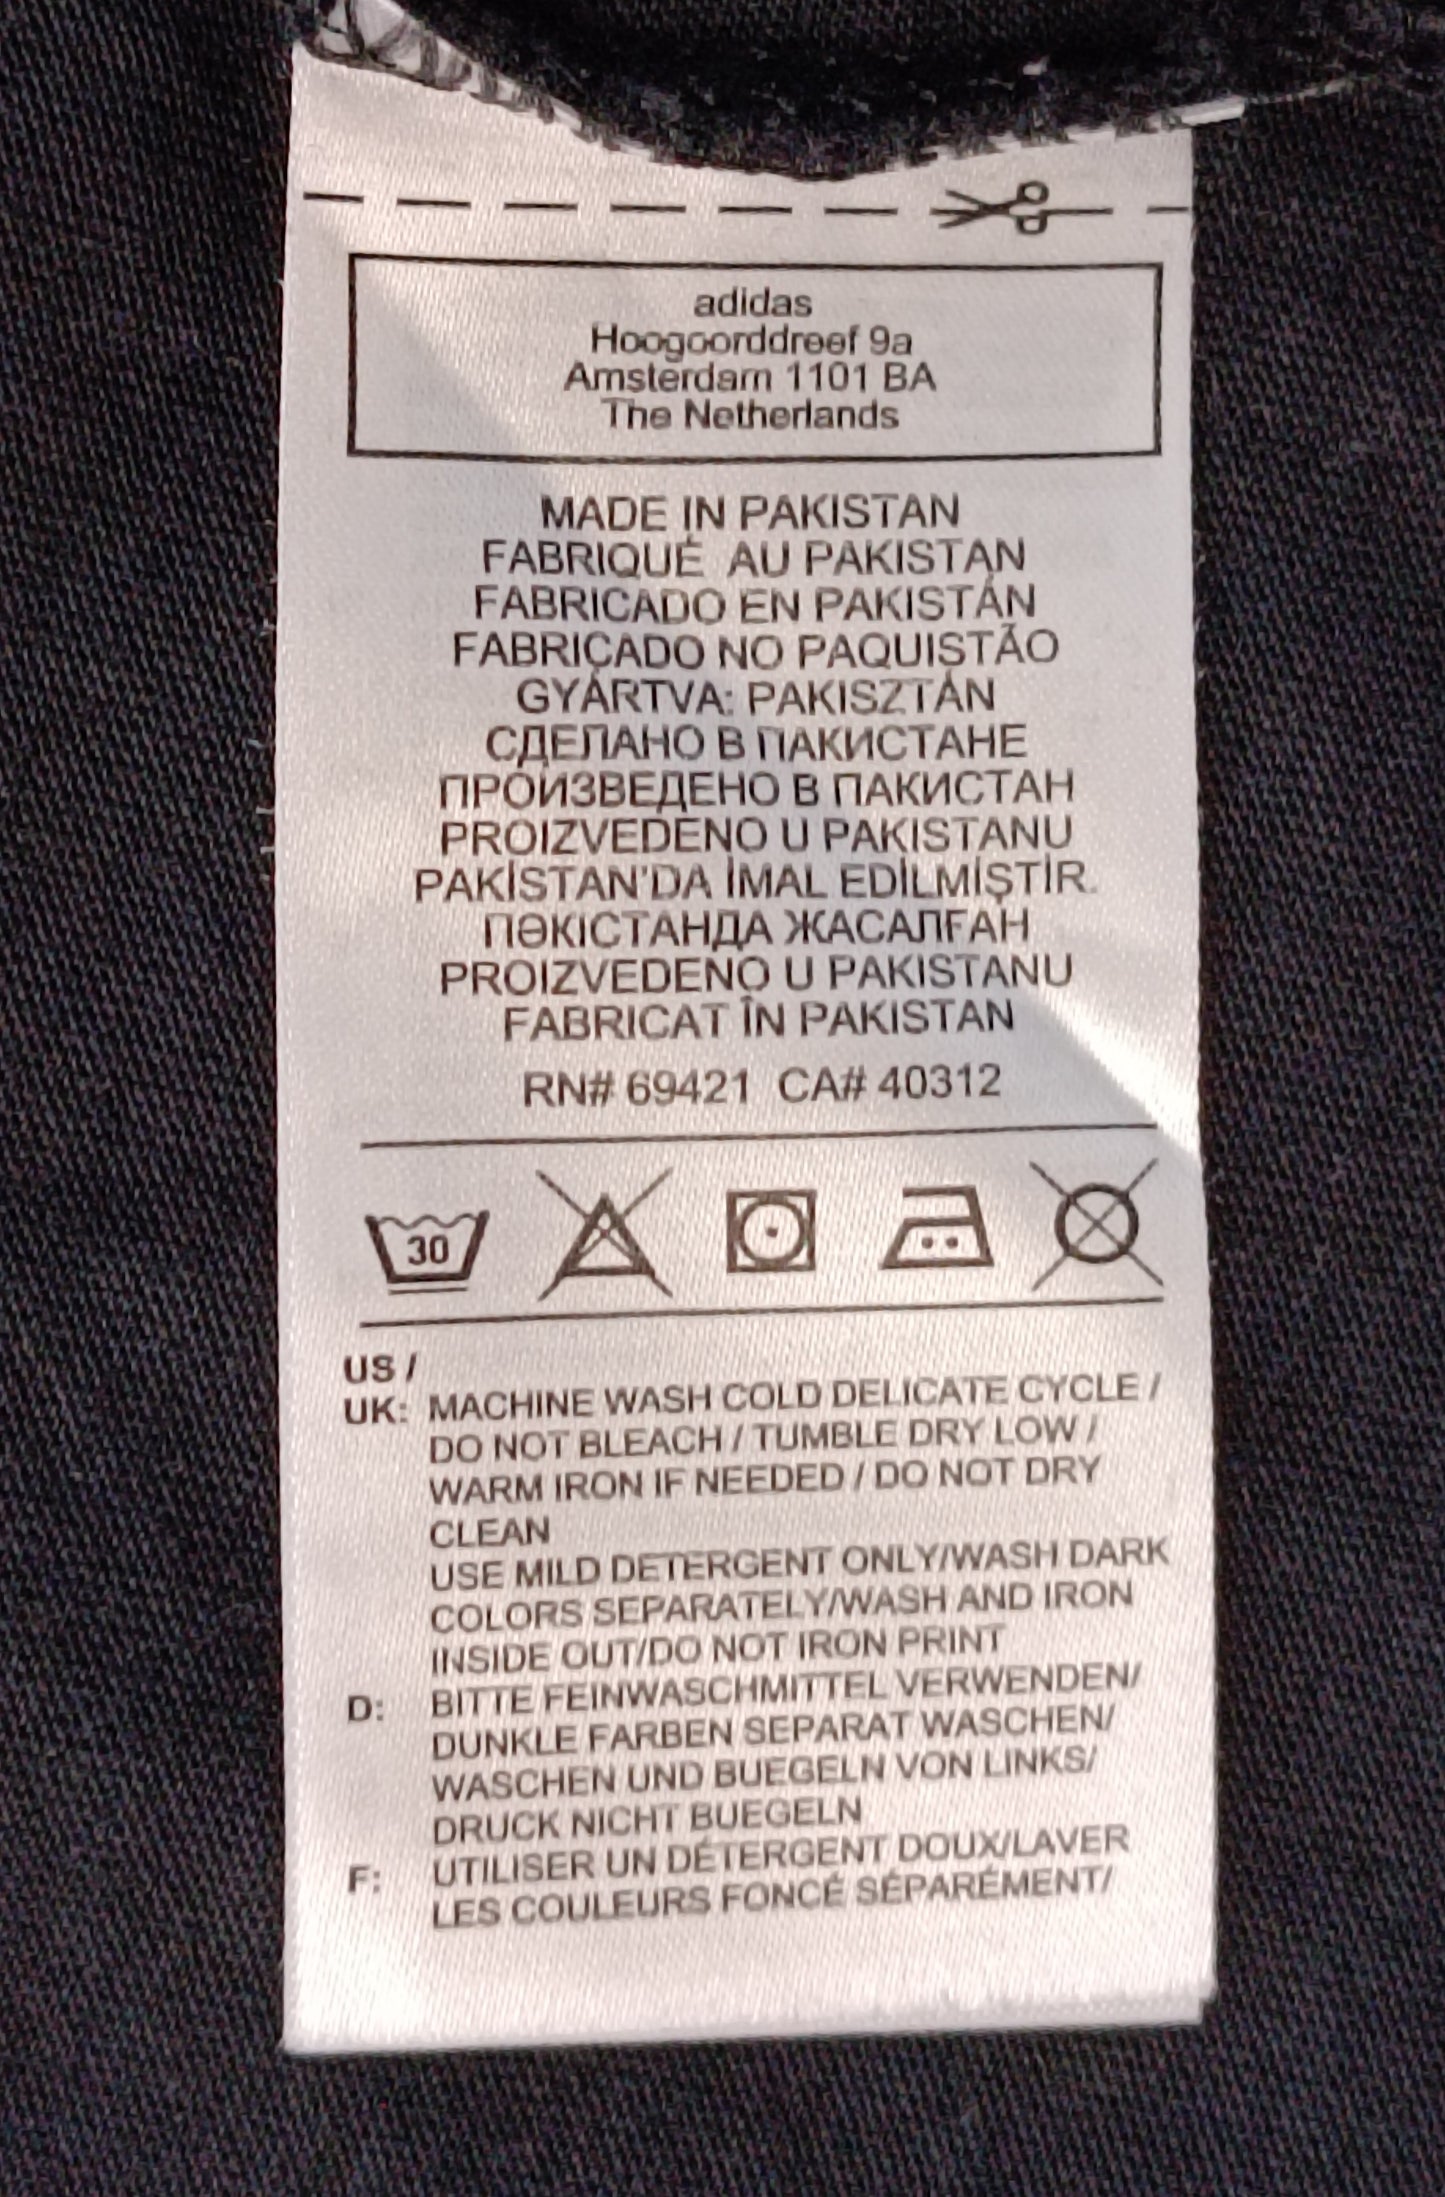 adidas
Hoogoorddreef 9a
Amsterdam 1101 BA
The Netherlands
MADE IN PAKISTAN
FABRIQUÉ AU PAKISTAN
FABRICADO EN PAKISTÁN
FABRICADO NO PAQUISTÃO
GYÁRTVA: PAKISZTÁN
СДЕЛАНО В ПАКИСТАНЕ
ПРОИЗВЕДЕНО В ПАКИСТАН
PROIZVEDENO U PAKISTANU
PAKİSTAN'DA İMAL EDİLMİŞTİR.
ПӘКІСТАНДА ЖАСАЛҒАН
PROIZVEDENO U PAKISTANU
FABRICAT ÎN PAKISTAN
RN# 69421 CA# 40312
30
US /
UK: MACHINE WASH COLD DELICATE CYCLE /
DO NOT BLEACH / TUMBLE DRY LOW /
WARM IRON IF NEEDED / DO NOT DRY
CLEAN
USE MILD DETERGENT ONLY/WASH DARK
COLORS SEPARATELY/WASH AND IRON
INSIDE OUT/DO NOT IRON PRINT
D: BITTE FEINWASCHMITTEL VERWENDEN/
DUNKLE FARBEN SEPARAT WASCHEN/
WASCHEN UND BUEGELN VON LINKS/
DRUCK NICHT BUEGELN
F: UTILISER UN DÉTERGENT DOUX/LAVER
LES COULEURS FONCÉ SÉPARÉMENT/